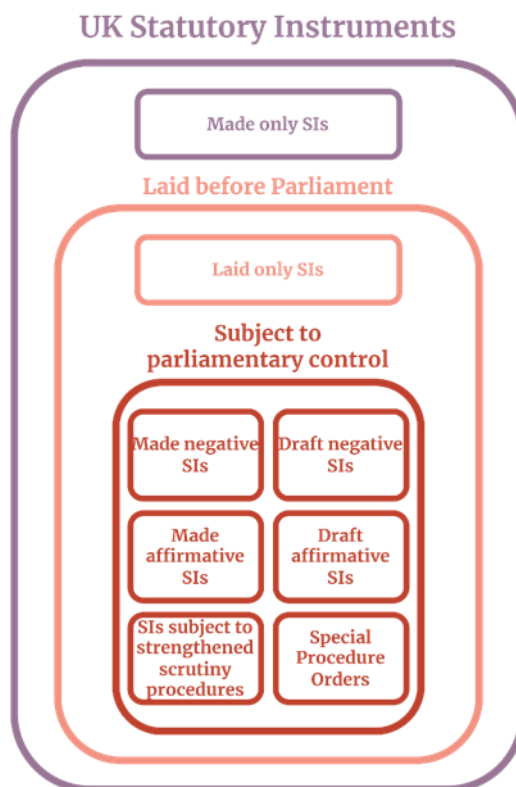 UK Statutory Instruments
Made only SIs
Laid before Parliament
Laid only SIs
Subject to
parliamentary control
Made negative
SIs
Draft negative
SIs
Made
affirmative
SIs
Draft
affirmative
SIs
SIs subject to
strengthened
scrutiny
procedures
Special
Procedure
Orders